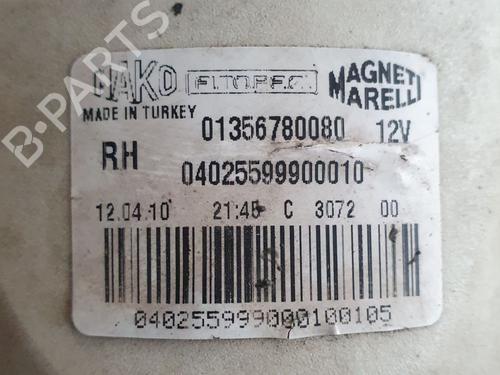 MAKO
MAGNETI
MARELLI
MADE IN TURKEY
01356780080 12V
RH
04025599900010
12.04.10 21:45 C 3072 00
040255999000100105
B-PARTS